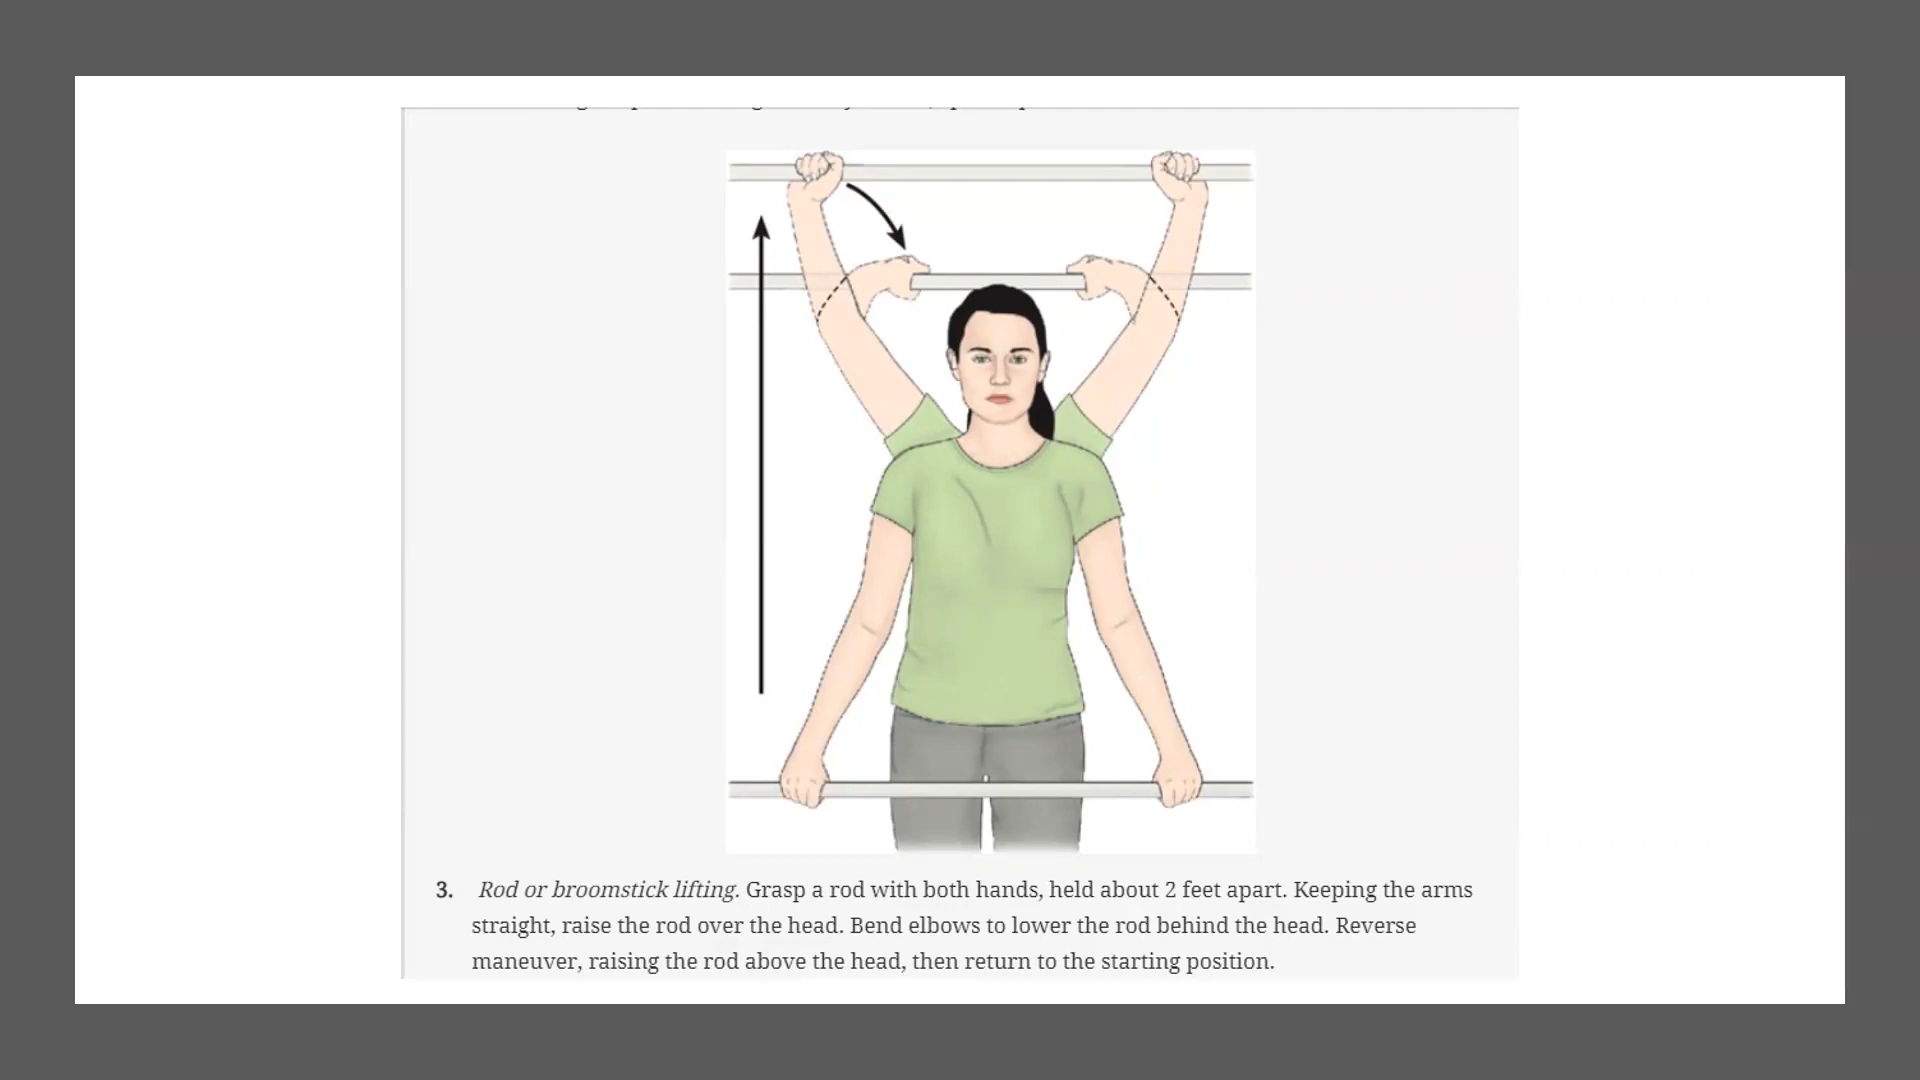 3. Rod or broomstick lifting. Grasp a rod with both hands, held about 2 feet apart. Keeping the arms
straight, raise the rod over the head. Bend elbows to lower the rod behind the head. Reverse
maneuver, raising the rod above the head, then return to the starting position.